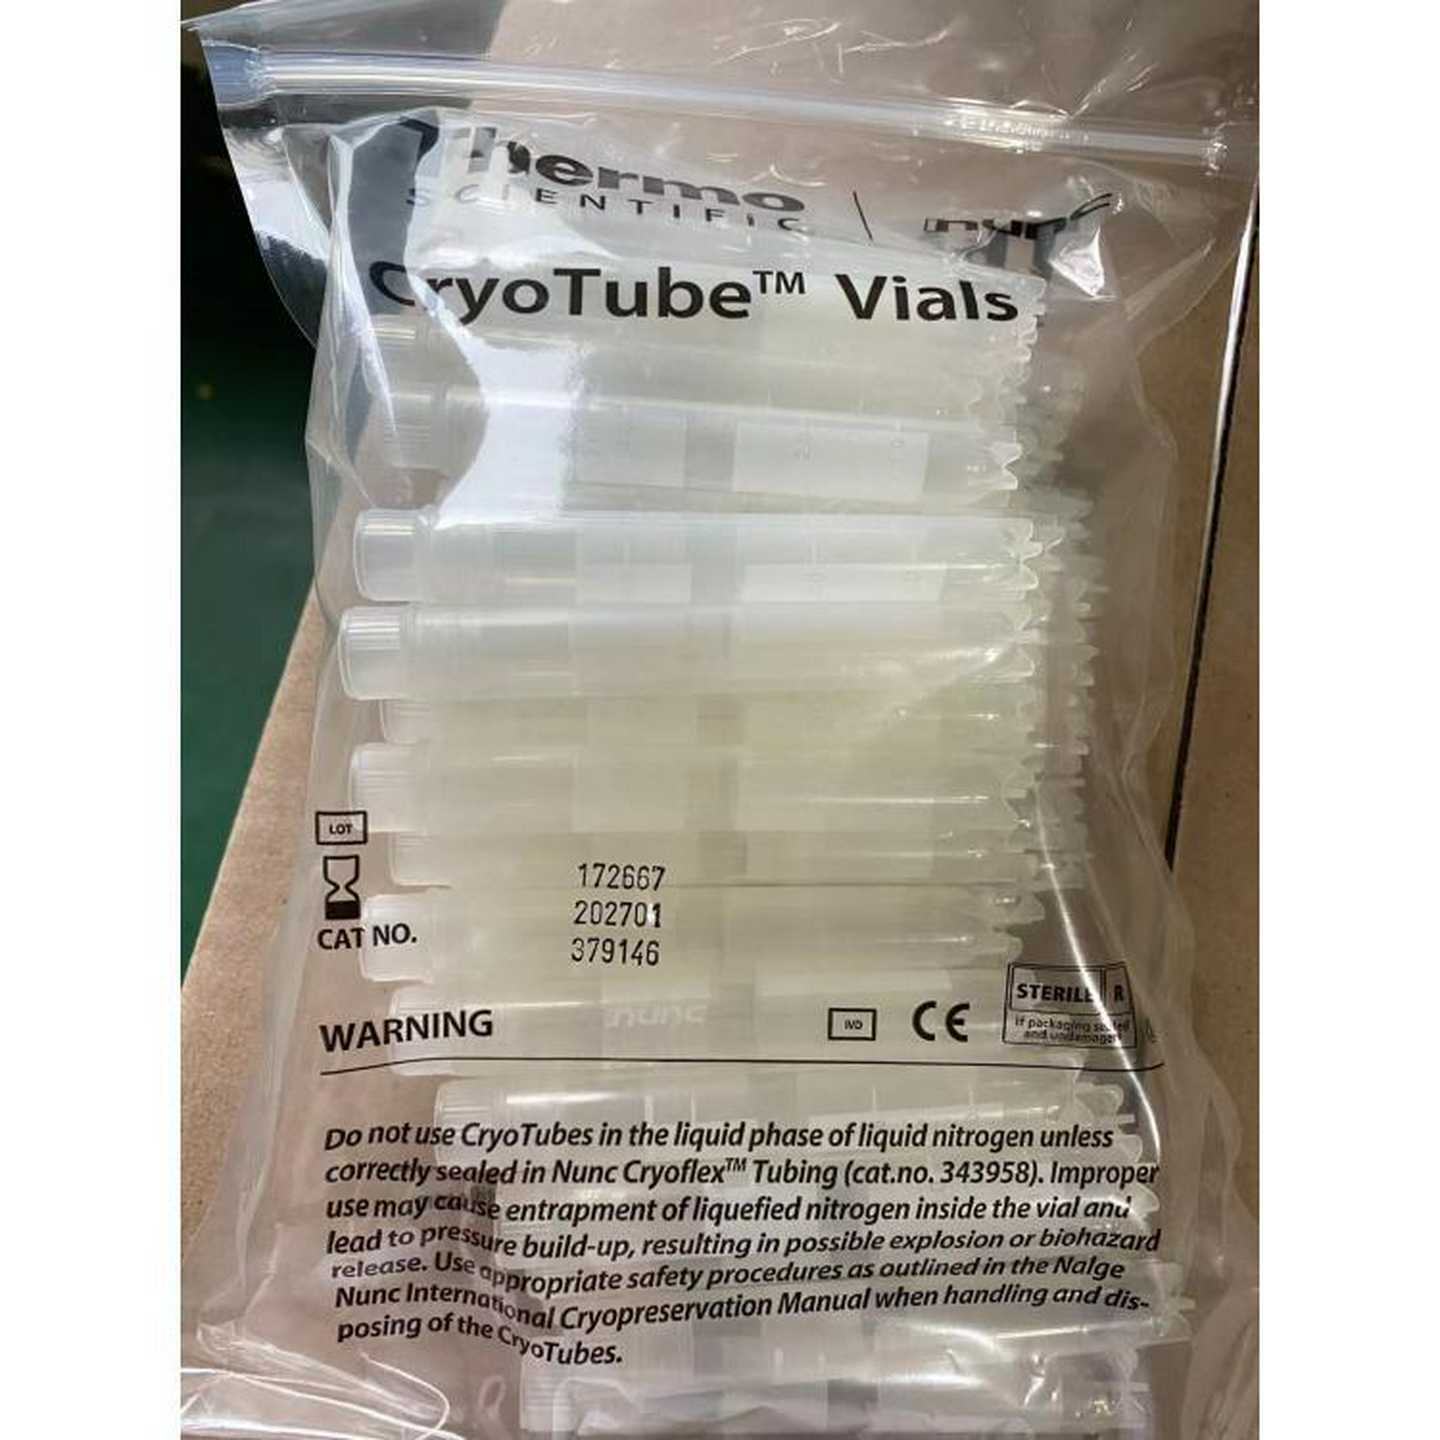 Thermo
SCIENTIFIC | nunc
CryoTube™ Vials
LOT 172667
202701
CAT NO. 379146
nunc
WARNING IVD CE STERILE R
If packaging sealed
and undamaged
Do not use CryoTubes in the liquid phase of liquid nitrogen unless
correctly sealed in Nunc Cryoflex™ Tubing (cat.no. 343958). Improper
use may cause entrapment of liquefied nitrogen inside the vial and
lead to pressure build-up, resulting in possible explosion or biohazard
release. Use appropriate safety procedures as outlined in the Nalge
Nunc International Cryopreservation Manual when handling and dis-
posing of the CryoTubes.